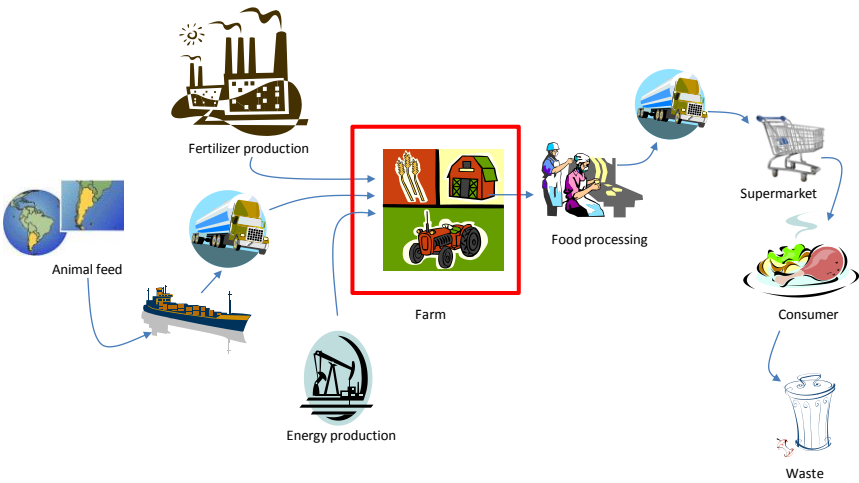 Fertilizer production
Animal feed
Farm
Energy production
Food processing
Supermarket
Consumer
Waste